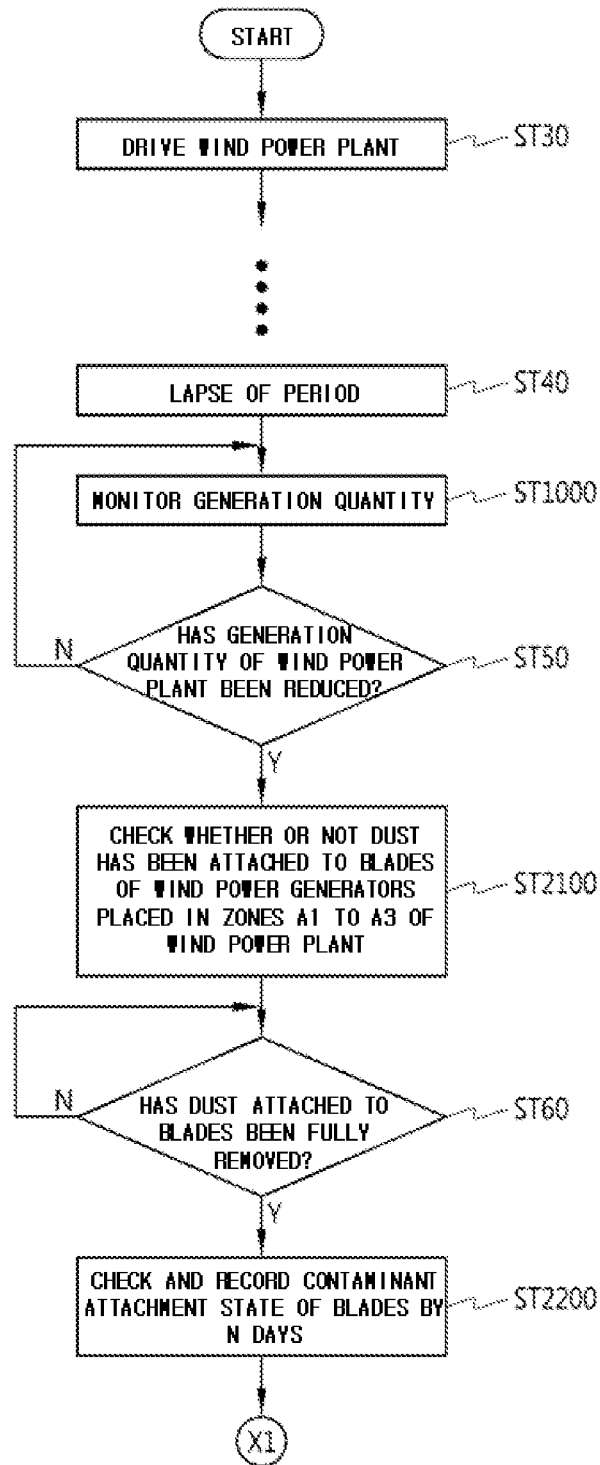 START
DRIVE WIND POWER PLANT
ST30
LAPSE OF PERIOD
ST40
MONITOR GENERATION QUANTITY
ST1000
HAS GENERATION
QUANTITY OF WIND POWER
PLANT BEEN REDUCED?
ST50
N
Y
CHECK WHETHER OR NOT DUST
HAS BEEN ATTACHED TO BLADES
OF WIND POWER GENERATORS
PLACED IN ZONES A1 TO A3 OF
WIND POWER PLANT
ST2100
HAS DUST ATTACHED TO
BLADES BEEN FULLY
REMOVED?
ST60
N
Y
CHECK AND RECORD CONTAMINANT
ATTACHMENT STATE OF BLADES BY
N DAYS
ST2200
X1